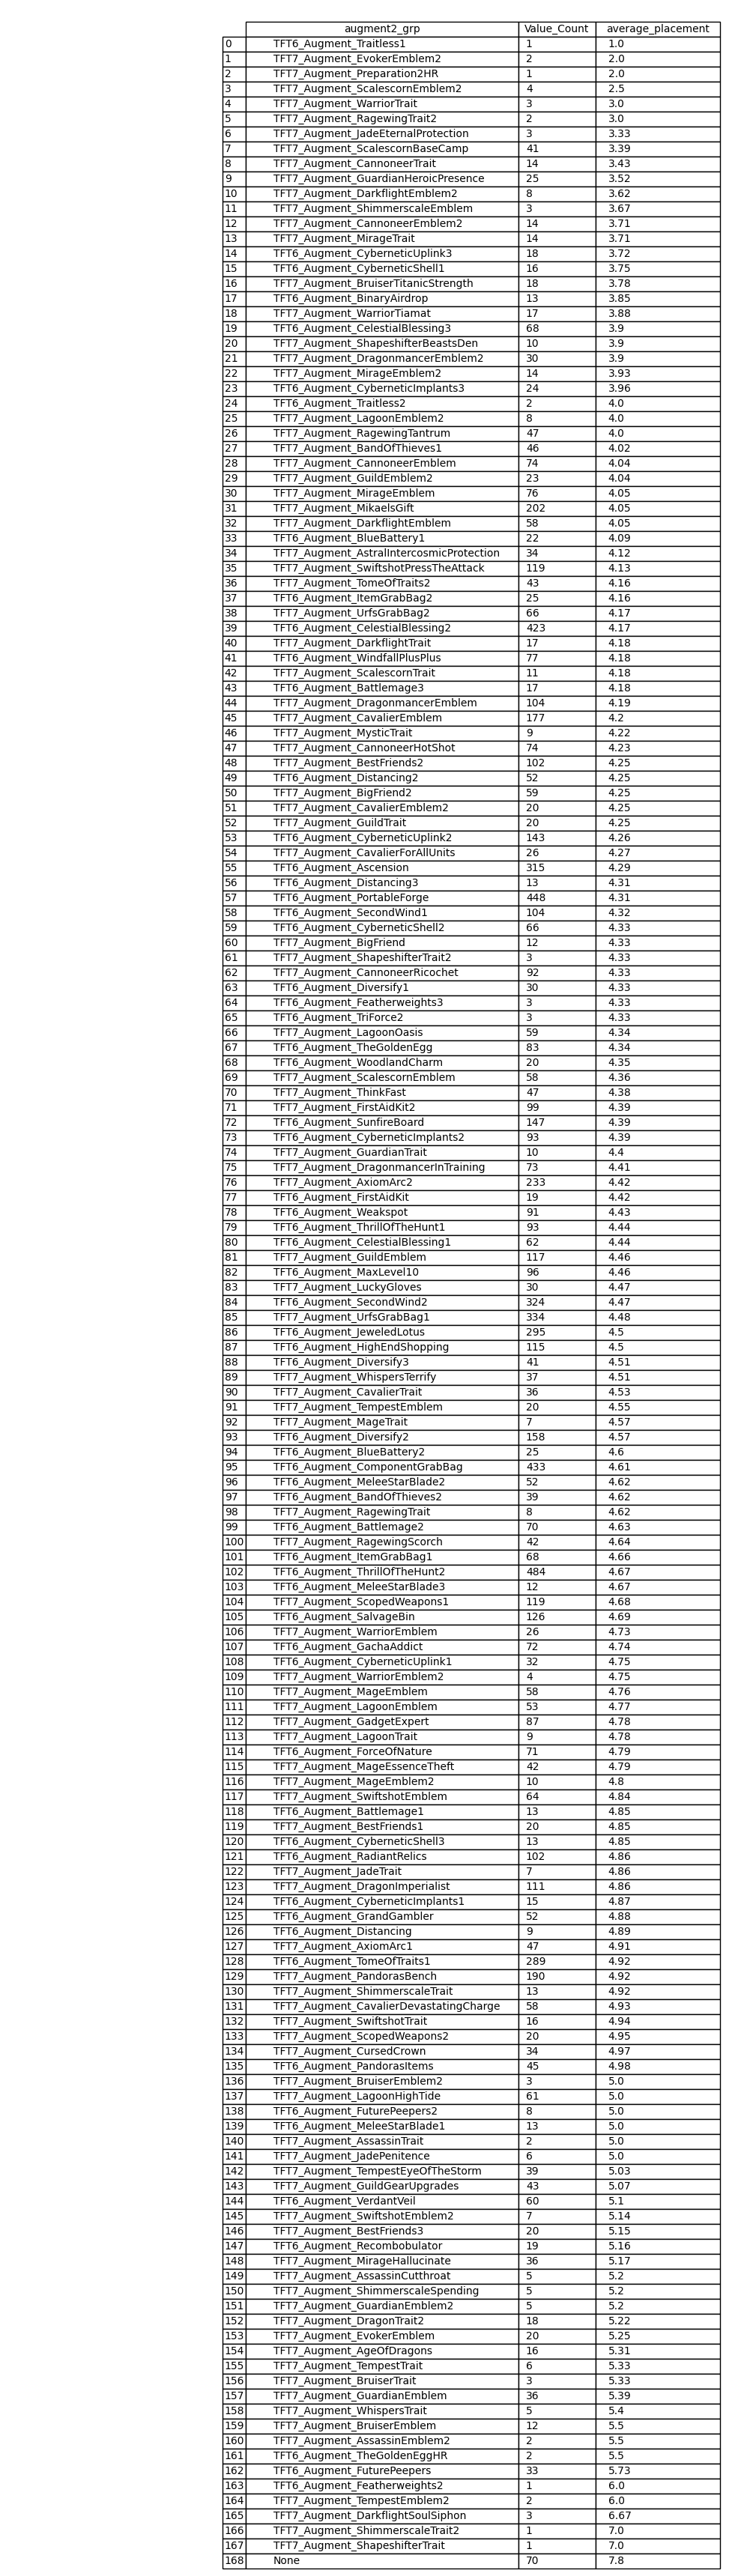 augment2_grp Value_Count average_placement
0 TFT6_Augment_Traitless1 1 1.0
1 TFT7_Augment_EvokerEmblem2 2 2.0
2 TFT7_Augment_Preparation2HR 1 2.0
3 TFT7_Augment_ScalescornEmblem2 4 2.5
4 TFT7_Augment_WarriorTrait 3 3.0
5 TFT7_Augment_RagewingTrait2 2 3.0
6 TFT7_Augment_JadeEternalProtection 3 3.33
7 TFT7_Augment_ScalescornBaseCamp 41 3.39
8 TFT7_Augment_CannoneerTrait 14 3.43
9 TFT7_Augment_GuardianHeroicPresence 25 3.52
10 TFT7_Augment_DarkflightEmblem2 8 3.62
11 TFT7_Augment_ShimmerscaleEmblem 3 3.67
12 TFT7_Augment_CannoneerEmblem2 14 3.71
13 TFT7_Augment_MirageTrait 14 3.71
14 TFT6_Augment_CyberneticUplink3 18 3.72
15 TFT6_Augment_CyberneticShell1 16 3.75
16 TFT7_Augment_BruiserTitanicStrength 18 3.78
17 TFT6_Augment_BinaryAirdrop 13 3.85
18 TFT7_Augment_WarriorTiamat 17 3.88
19 TFT6_Augment_CelestialBlessing3 68 3.9
20 TFT7_Augment_ShapeshifterBeastsDen 10 3.9
21 TFT7_Augment_DragonmancerEmblem2 30 3.9
22 TFT7_Augment_MirageEmblem2 14 3.93
23 TFT6_Augment_CyberneticImplants3 24 3.96
24 TFT6_Augment_Traitless2 2 4.0
25 TFT7_Augment_LagoonEmblem2 8 4.0
26 TFT7_Augment_RagewingTantrum 47 4.0
27 TFT6_Augment_BandOfThieves1 46 4.02
28 TFT7_Augment_CannoneerEmblem 74 4.04
29 TFT7_Augment_GuildEmblem2 23 4.04
30 TFT7_Augment_MirageEmblem 76 4.05
31 TFT7_Augment_MikaelsGift 202 4.05
32 TFT7_Augment_DarkflightEmblem 58 4.05
33 TFT6_Augment_BlueBattery1 22 4.09
34 TFT7_Augment_AstralIntercosmicProtection 34 4.12
35 TFT7_Augment_SwiftshotPressTheAttack 119 4.13
36 TFT7_Augment_TomeOfTraits2 43 4.16
37 TFT6_Augment_ItemGrabBag2 25 4.16
38 TFT7_Augment_UrfsGrabBag2 66 4.17
39 TFT6_Augment_CelestialBlessing2 423 4.17
40 TFT7_Augment_DarkflightTrait 17 4.18
41 TFT6_Augment_WindfallPlusPlus 77 4.18
42 TFT7_Augment_ScalescornTrait 11 4.18
43 TFT6_Augment_Battlemage3 17 4.18
44 TFT7_Augment_DragonmancerEmblem 104 4.19
45 TFT7_Augment_CavalierEmblem 177 4.2
46 TFT7_Augment_MysticTrait 9 4.22
47 TFT7_Augment_CannoneerHotShot 74 4.23
48 TFT7_Augment_BestFriends2 102 4.25
49 TFT6_Augment_Distancing2 52 4.25
50 TFT7_Augment_BigFriend2 59 4.25
51 TFT7_Augment_CavalierEmblem2 20 4.25
52 TFT7_Augment_GuildTrait 20 4.25
53 TFT6_Augment_CyberneticUplink2 143 4.26
54 TFT7_Augment_CavalierForAllUnits 26 4.27
55 TFT6_Augment_Ascension 315 4.29
56 TFT6_Augment_Distancing3 13 4.31
57 TFT6_Augment_PortableForge 448 4.31
58 TFT6_Augment_SecondWind1 104 4.32
59 TFT6_Augment_CyberneticShell2 66 4.33
60 TFT7_Augment_BigFriend 12 4.33
61 TFT7_Augment_ShapeshifterTrait2 3 4.33
62 TFT7_Augment_CannoneerRicochet 92 4.33
63 TFT6_Augment_Diversify1 30 4.33
64 TFT6_Augment_Featherweights3 3 4.33
65 TFT6_Augment_TriForce2 3 4.33
66 TFT7_Augment_LagoonOasis 59 4.34
67 TFT6_Augment_TheGoldenEgg 83 4.34
68 TFT6_Augment_WoodlandCharm 20 4.35
69 TFT7_Augment_ScalescornEmblem 58 4.36
70 TFT7_Augment_ThinkFast 47 4.38
71 TFT7_Augment_FirstAidKit2 99 4.39
72 TFT6_Augment_SunfireBoard 147 4.39
73 TFT6_Augment_CyberneticImplants2 93 4.39
74 TFT7_Augment_GuardianTrait 10 4.4
75 TFT7_Augment_DragonmancerInTraining 73 4.41
76 TFT7_Augment_AxiomArc2 233 4.42
77 TFT6_Augment_FirstAidKit 19 4.42
78 TFT6_Augment_Weakspot 91 4.43
79 TFT6_Augment_ThrillOfTheHunt1 93 4.44
80 TFT6_Augment_CelestialBlessing1 62 4.44
81 TFT7_Augment_GuildEmblem 117 4.46
82 TFT6_Augment_MaxLevel10 96 4.46
83 TFT7_Augment_LuckyGloves 30 4.47
84 TFT6_Augment_SecondWind2 324 4.47
85 TFT7_Augment_UrfsGrabBag1 334 4.48
86 TFT6_Augment_JeweledLotus 295 4.5
87 TFT6_Augment_HighEndShopping 115 4.5
88 TFT6_Augment_Diversify3 41 4.51
89 TFT7_Augment_WhispersTerrify 37 4.51
90 TFT7_Augment_CavalierTrait 36 4.53
91 TFT7_Augment_TempestEmblem 20 4.55
92 TFT7_Augment_MageTrait 7 4.57
93 TFT6_Augment_Diversify2 158 4.57
94 TFT6_Augment_BlueBattery2 25 4.6
95 TFT6_Augment_ComponentGrabBag 433 4.61
96 TFT6_Augment_MeleeStarBlade2 52 4.62
97 TFT6_Augment_BandOfThieves2 39 4.62
98 TFT7_Augment_RagewingTrait 8 4.62
99 TFT6_Augment_Battlemage2 70 4.63
100 TFT7_Augment_RagewingScorch 42 4.64
101 TFT6_Augment_ItemGrabBag1 68 4.66
102 TFT6_Augment_ThrillOfTheHunt2 484 4.67
103 TFT6_Augment_MeleeStarBlade3 12 4.67
104 TFT7_Augment_ScopedWeapons1 119 4.68
105 TFT6_Augment_SalvageBin 126 4.69
106 TFT7_Augment_WarriorEmblem 26 4.73
107 TFT6_Augment_GachaAddict 72 4.74
108 TFT6_Augment_CyberneticUplink1 32 4.75
109 TFT7_Augment_WarriorEmblem2 4 4.75
110 TFT7_Augment_MageEmblem 58 4.76
111 TFT7_Augment_LagoonEmblem 53 4.77
112 TFT7_Augment_GadgetExpert 87 4.78
113 TFT7_Augment_LagoonTrait 9 4.78
114 TFT6_Augment_ForceOfNature 71 4.79
115 TFT7_Augment_MageEssenceTheft 42 4.79
116 TFT7_Augment_MageEmblem2 10 4.8
117 TFT7_Augment_SwiftshotEmblem 64 4.84
118 TFT6_Augment_Battlemage1 13 4.85
119 TFT7_Augment_BestFriends1 20 4.85
120 TFT6_Augment_CyberneticShell3 13 4.85
121 TFT6_Augment_RadiantRelics 102 4.86
122 TFT7_Augment_JadeTrait 7 4.86
123 TFT7_Augment_DragonImperialist 111 4.86
124 TFT6_Augment_CyberneticImplants1 15 4.87
125 TFT6_Augment_GrandGambler 52 4.88
126 TFT6_Augment_Distancing 9 4.89
127 TFT7_Augment_AxiomArc1 47 4.91
128 TFT6_Augment_TomeOfTraits1 289 4.92
129 TFT7_Augment_PandorasBench 190 4.92
130 TFT7_Augment_ShimmerscaleTrait 13 4.92
131 TFT7_Augment_CavalierDevastatingCharge 58 4.93
132 TFT7_Augment_SwiftshotTrait 16 4.94
133 TFT7_Augment_ScopedWeapons2 20 4.95
134 TFT7_Augment_CursedCrown 34 4.97
135 TFT6_Augment_PandorasItems 45 4.98
136 TFT7_Augment_BruiserEmblem2 3 5.0
137 TFT7_Augment_LagoonHighTide 61 5.0
138 TFT6_Augment_FuturePeepers2 8 5.0
139 TFT6_Augment_MeleeStarBlade1 13 5.0
140 TFT7_Augment_AssassinTrait 2 5.0
141 TFT7_Augment_JadePenitence 6 5.0
142 TFT7_Augment_TempestEyeOfTheStorm 39 5.03
143 TFT7_Augment_GuildGearUpgrades 43 5.07
144 TFT6_Augment_VerdantVeil 60 5.1
145 TFT7_Augment_SwiftshotEmblem2 7 5.14
146 TFT7_Augment_BestFriends3 20 5.15
147 TFT6_Augment_Recombobulator 19 5.16
148 TFT7_Augment_MirageHallucinate 36 5.17
149 TFT7_Augment_AssassinCutthroat 5 5.2
150 TFT7_Augment_ShimmerscaleSpending 5 5.2
151 TFT7_Augment_GuardianEmblem2 5 5.2
152 TFT7_Augment_DragonTrait2 18 5.22
153 TFT7_Augment_EvokerEmblem 20 5.25
154 TFT7_Augment_AgeOfDragons 16 5.31
155 TFT7_Augment_TempestTrait 6 5.33
156 TFT7_Augment_BruiserTrait 3 5.33
157 TFT7_Augment_GuardianEmblem 36 5.39
158 TFT7_Augment_WhispersTrait 5 5.4
159 TFT7_Augment_BruiserEmblem 12 5.5
160 TFT7_Augment_AssassinEmblem2 2 5.5
161 TFT6_Augment_TheGoldenEggHR 2 5.5
162 TFT6_Augment_FuturePeepers 33 5.73
163 TFT6_Augment_Featherweights2 1 6.0
164 TFT7_Augment_TempestEmblem2 2 6.0
165 TFT7_Augment_DarkflightSoulSiphon 3 6.67
166 TFT7_Augment_ShimmerscaleTrait2 1 7.0
167 TFT7_Augment_ShapeshifterTrait 1 7.0
168 None 70 7.8